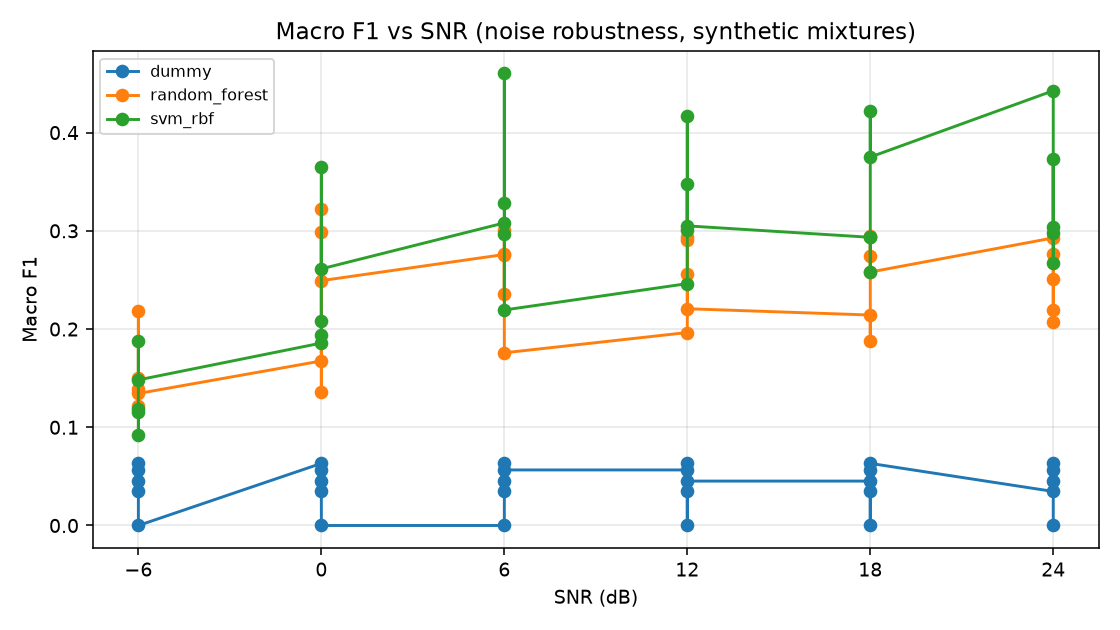 Macro F1 vs SNR (noise robustness, synthetic mixtures)
dummy
random_forest
svm_rbf
Macro F1
0.4
0.3
0.2
0.1
0.0
−6 0 6 12 18 24
SNR (dB)